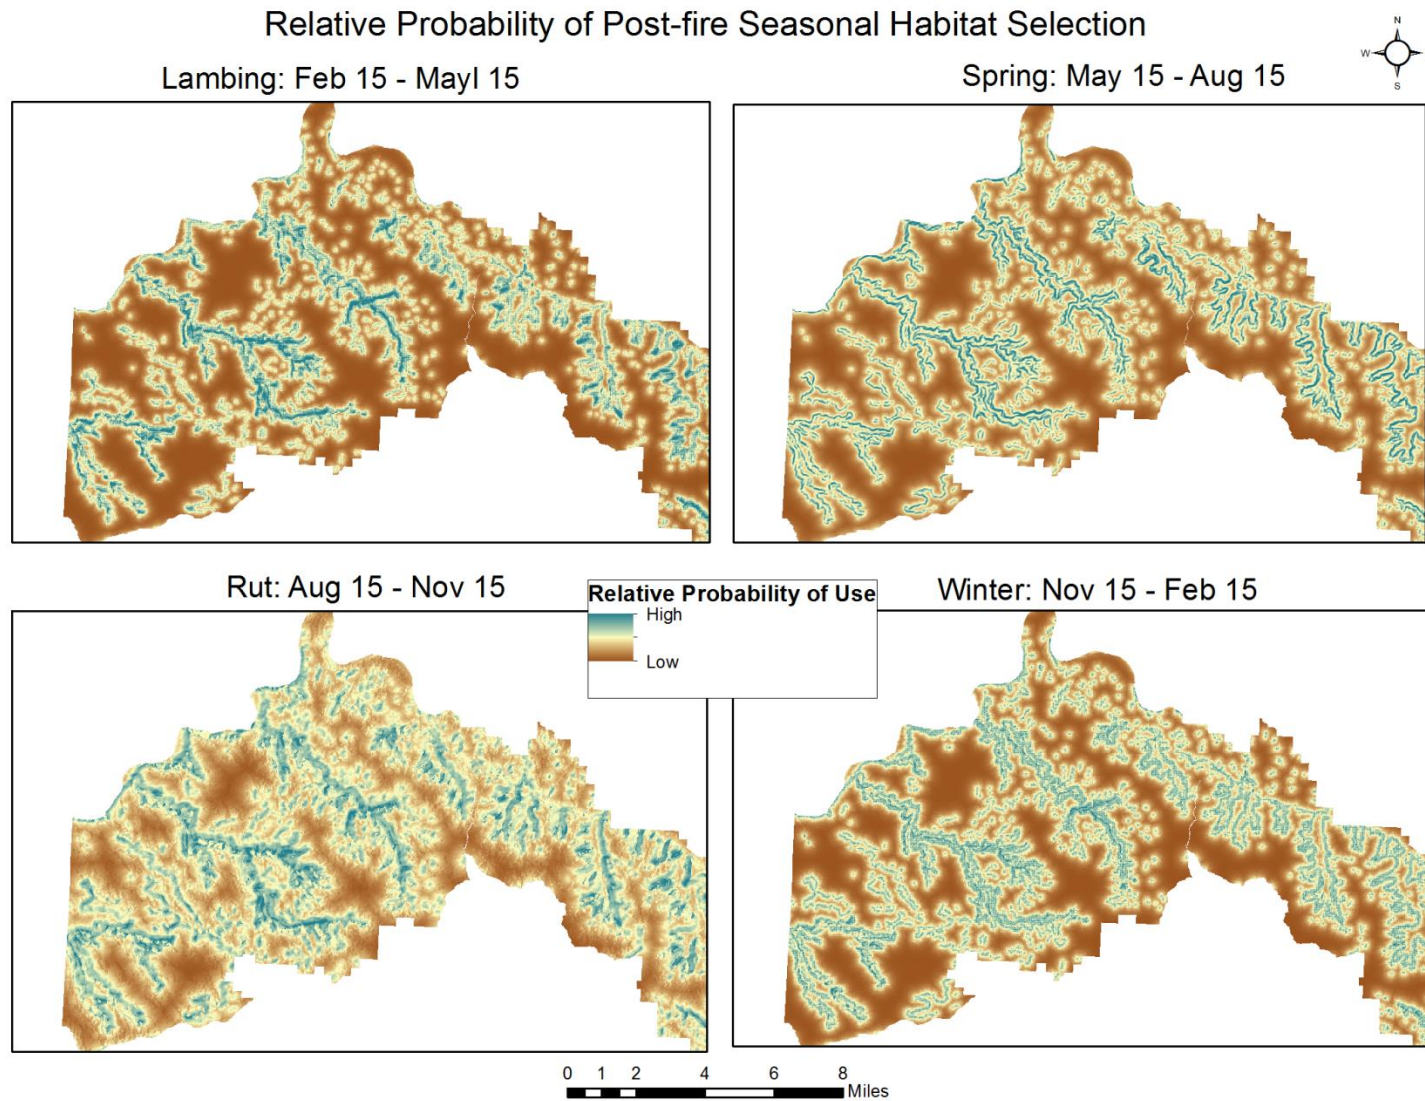 Relative Probability of Post-fire Seasonal Habitat Selection
N
W
S
Lambing: Feb 15 - Mayl 15
Spring: May 15 - Aug 15
Rut: Aug 15 - Nov 15
Relative Probability of Use
High
Low
Winter: Nov 15 - Feb 15
0 1 2 4 6 8
Miles